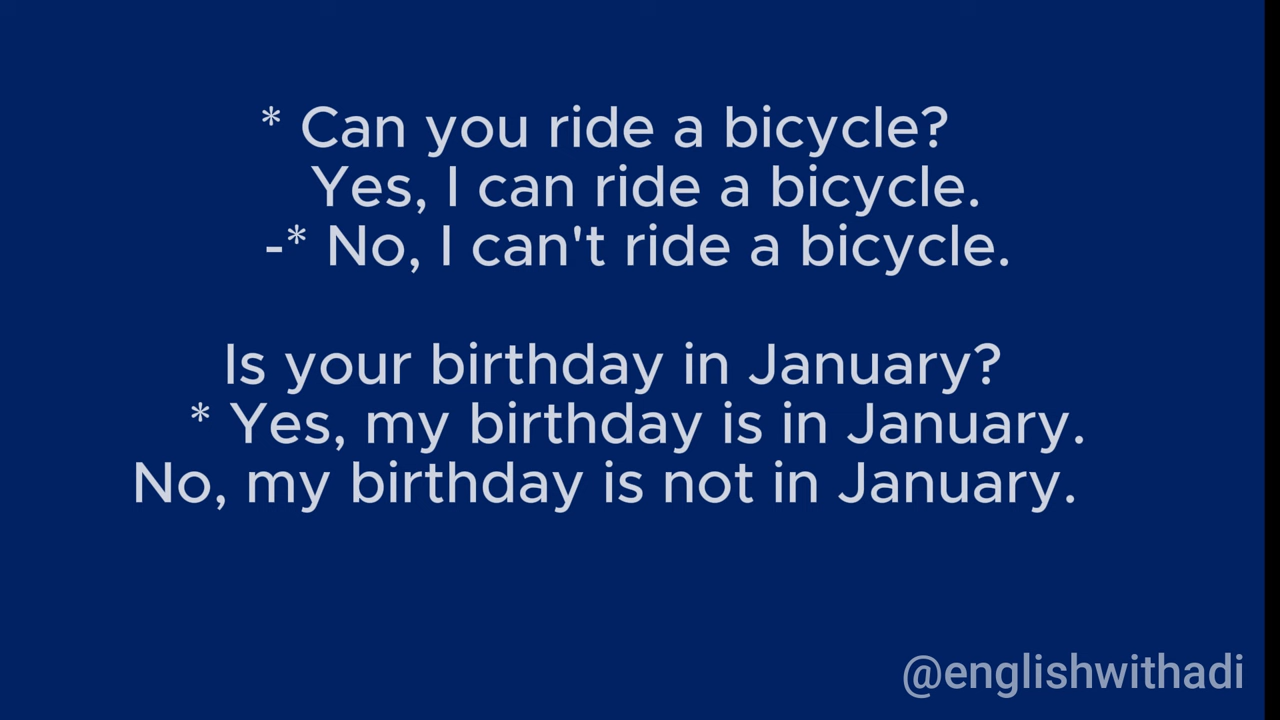 * Can you ride a bicycle?
Yes, I can ride a bicycle.
-* No, I can't ride a bicycle.
Is your birthday in January?
* Yes, my birthday is in January.
No, my birthday is not in January.
@englishwithadi